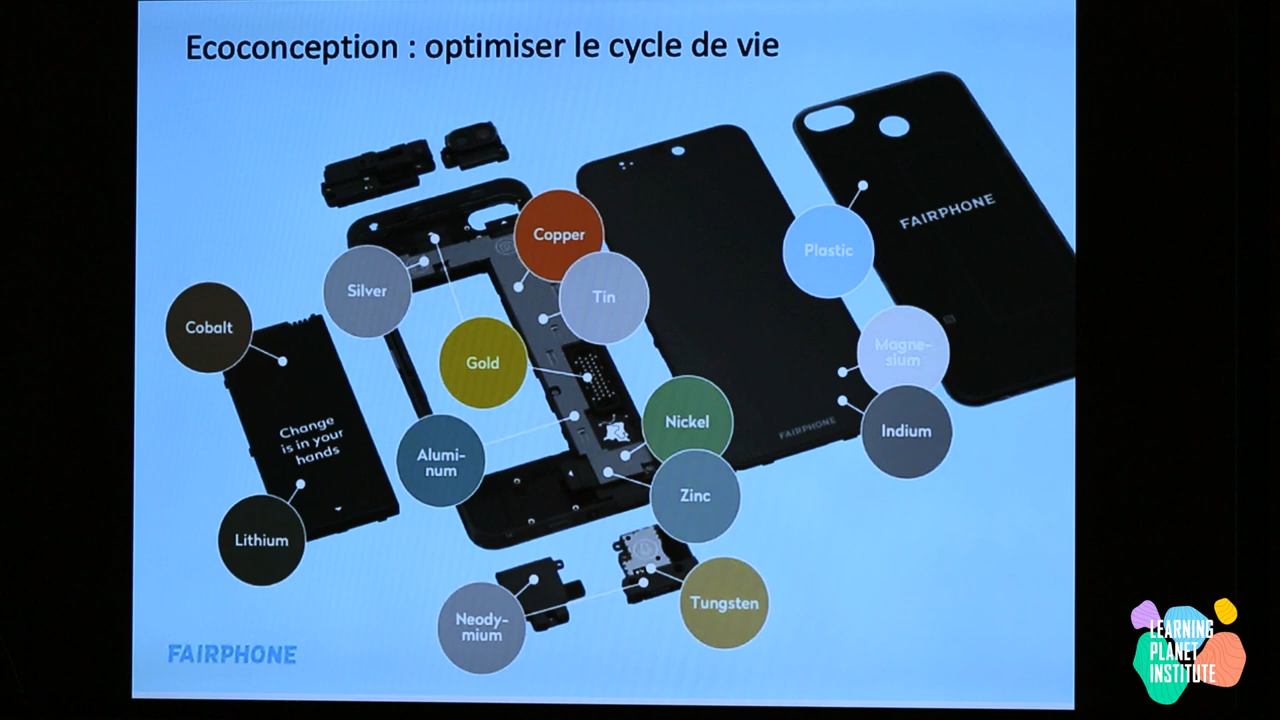 Ecoconception : optimiser le cycle de vie
FAIRPHONE
Copper
Plastic
Silver
Tin
Cobalt
Gold
Magne-
sium
Change
is in your
hands
Nickel
FAIRPHONE
Indium
Alumi-
num
Zinc
Lithium
Tungsten
Neody-
mium
FAIRPHONE
LEARNING
PLANET
INSTITUTE